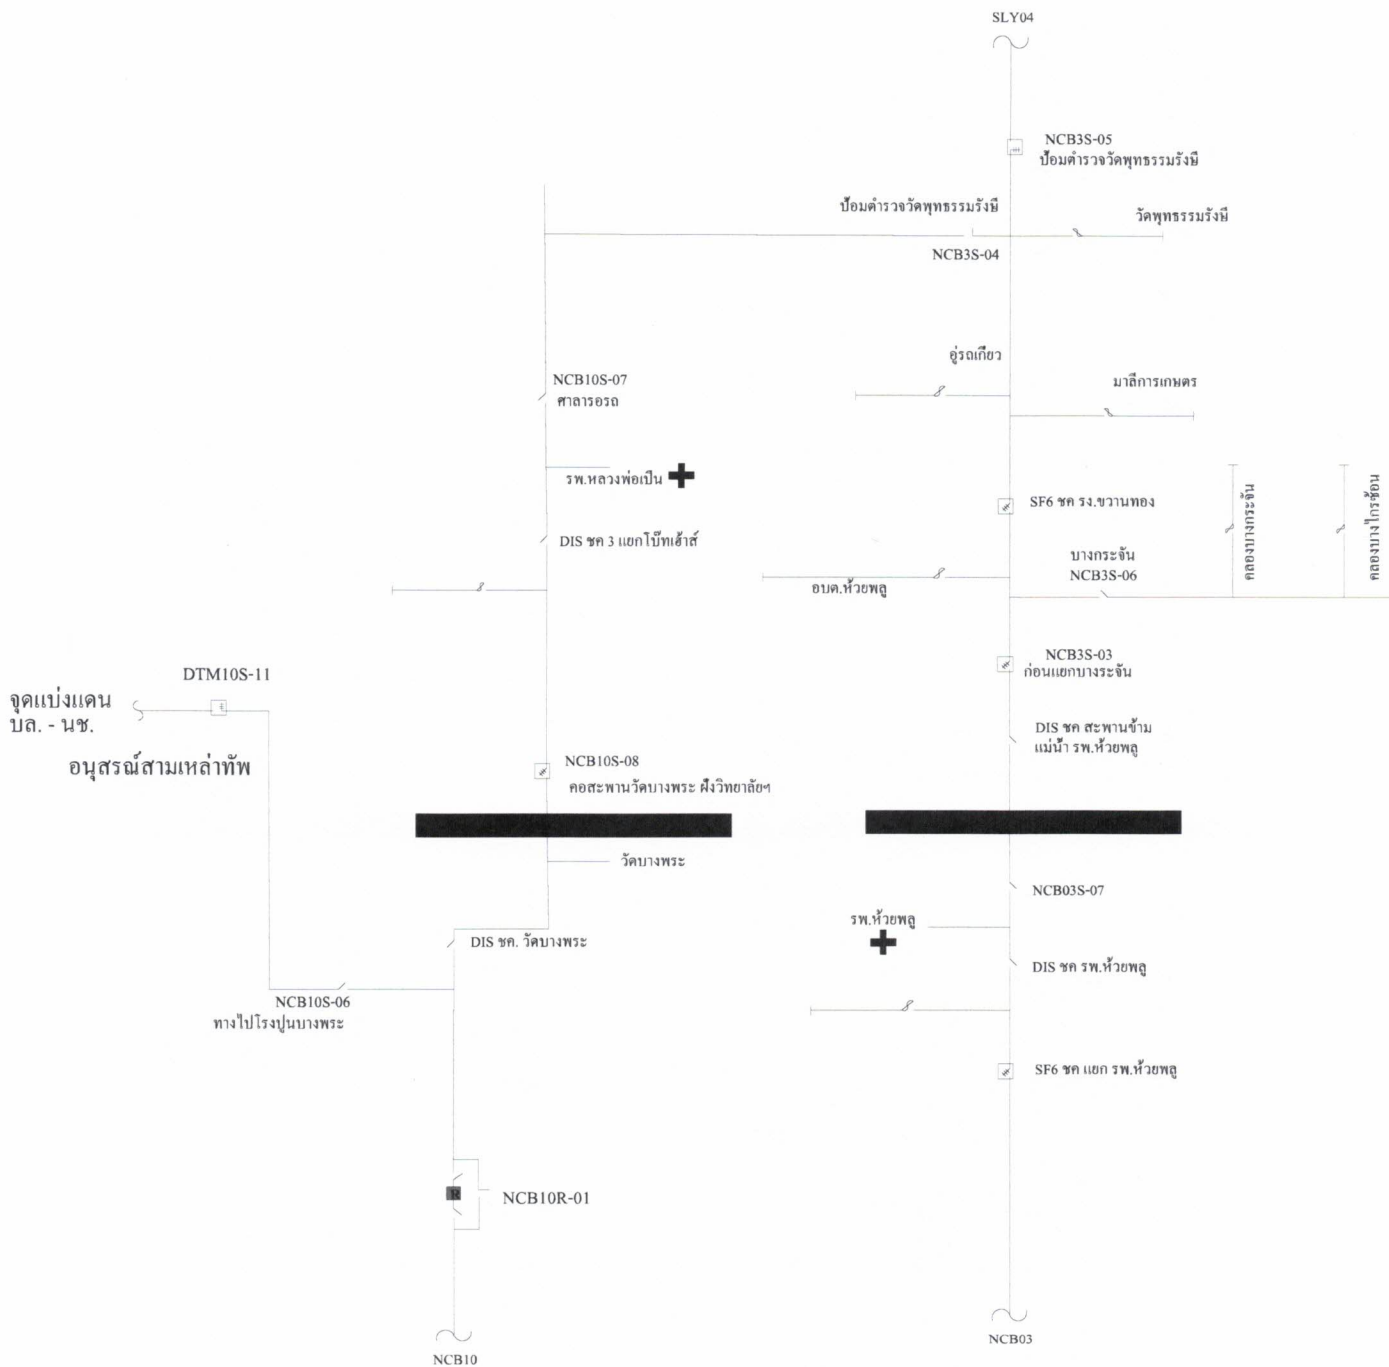 SLY04
NCB3S-05
ป้อมตำรวจวัดพุทธธรรมรังษี
ป้อมตำรวจวัดพุทธธรรมรังษี
วัดพุทธธรรมรังษี
NCB3S-04
อู่รถเกียว
มาลีการเกษตร
NCB10S-07
ศาลารอรถ
รพ.หลวงพ่อเปิ่น
SF6 ชค รง.ขวานทอง
คลองบางกระจัน
คลองบางไกรซ้อน
DIS ชค 3 แยกโบ๊ทเฮ้าส์
บางกระจัน
NCB3S-06
อบต.ห้วยพลู
NCB3S-03
ก่อนแยกบางระจัน
DTM10S-11
จุดแบ่งแดน
บล. - นช.
อนุสรณ์สามเหล่าทัพ
DIS ชค สะพานข้าม
แม่น้ำ รพ.ห้วยพลู
NCB10S-08
คอสะพานวัดบางพระ ฝั่งวิทยาลัยฯ
วัดบางพระ
NCB03S-07
รพ.ห้วยพลู
DIS ชค. วัดบางพระ
DIS ชค รพ.ห้วยพลู
NCB10S-06
ทางไปโรงปูนบางพระ
SF6 ชค แยก รพ.ห้วยพลู
R
NCB10R-01
NCB03
NCB10